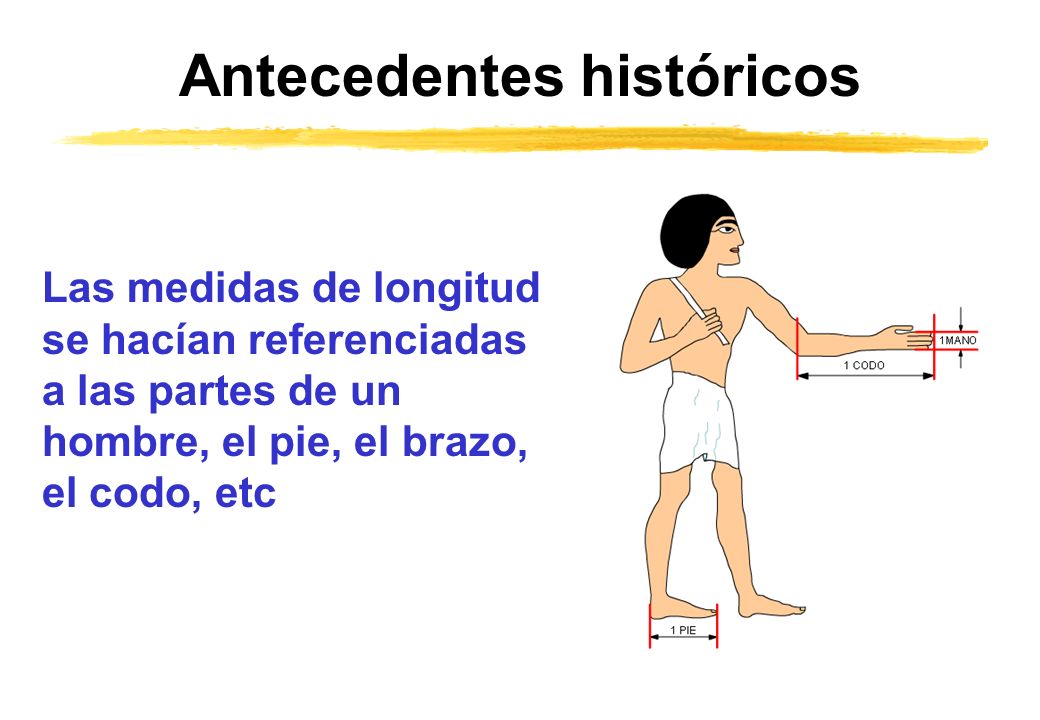 Antecedentes históricos
Las medidas de longitud
se hacían referenciadas
a las partes de un
hombre, el pie, el brazo,
el codo, etc
1MANO
1 CODO
1 PIE